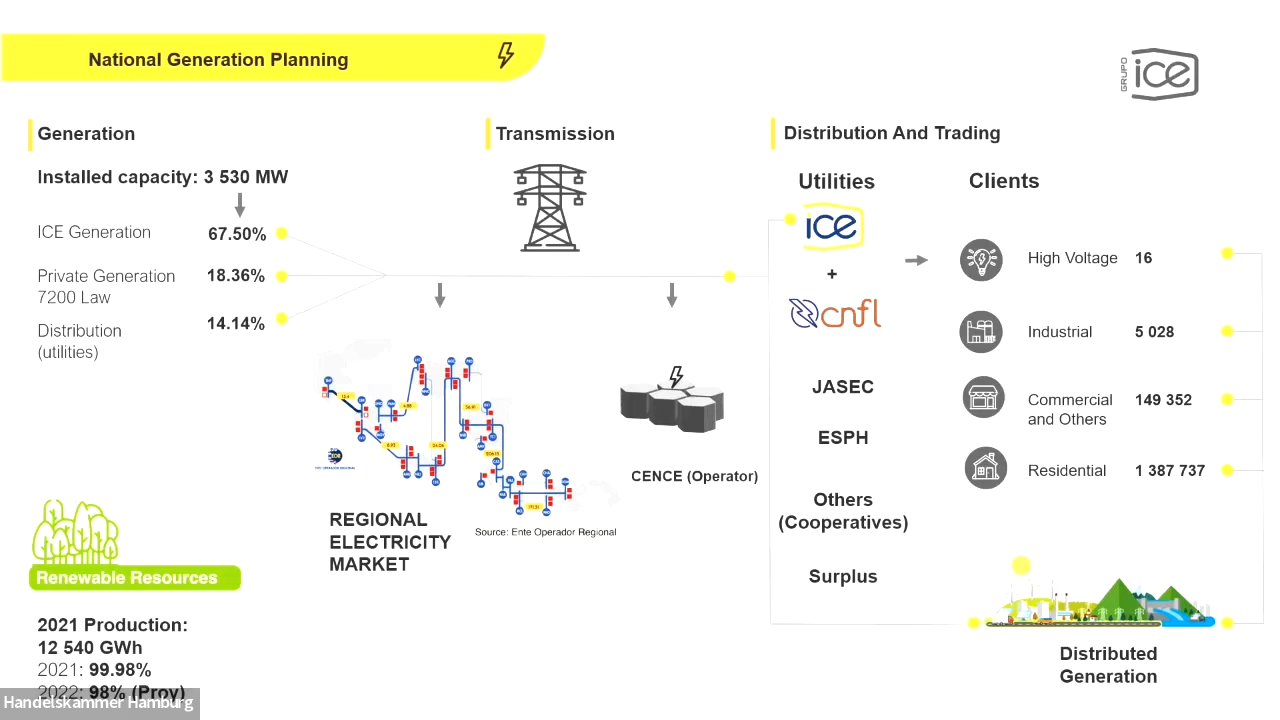 National Generation Planning
GRUPO
ice
Generation
Installed capacity: 3 530 MW
ICE Generation 67.50%
Private Generation 18.36%
7200 Law
Distribution 14.14%
(utilities)
Transmission
REGIONAL
ELECTRICITY
MARKET
Source: Ente Operador Regional
CENCE (Operator)
Distribution And Trading
Utilities
ice
+
cnfl
JASEC
ESPH
Others
(Cooperatives)
Surplus
Clients
High Voltage 16
Industrial 5 028
Commercial 149 352
and Others
Residential 1 387 737
Distributed
Generation
Renewable Resources
2021 Production:
12 540 GWh
2021: 99.98%
2022: 98% (Proy)
Handelskammer Hamburg